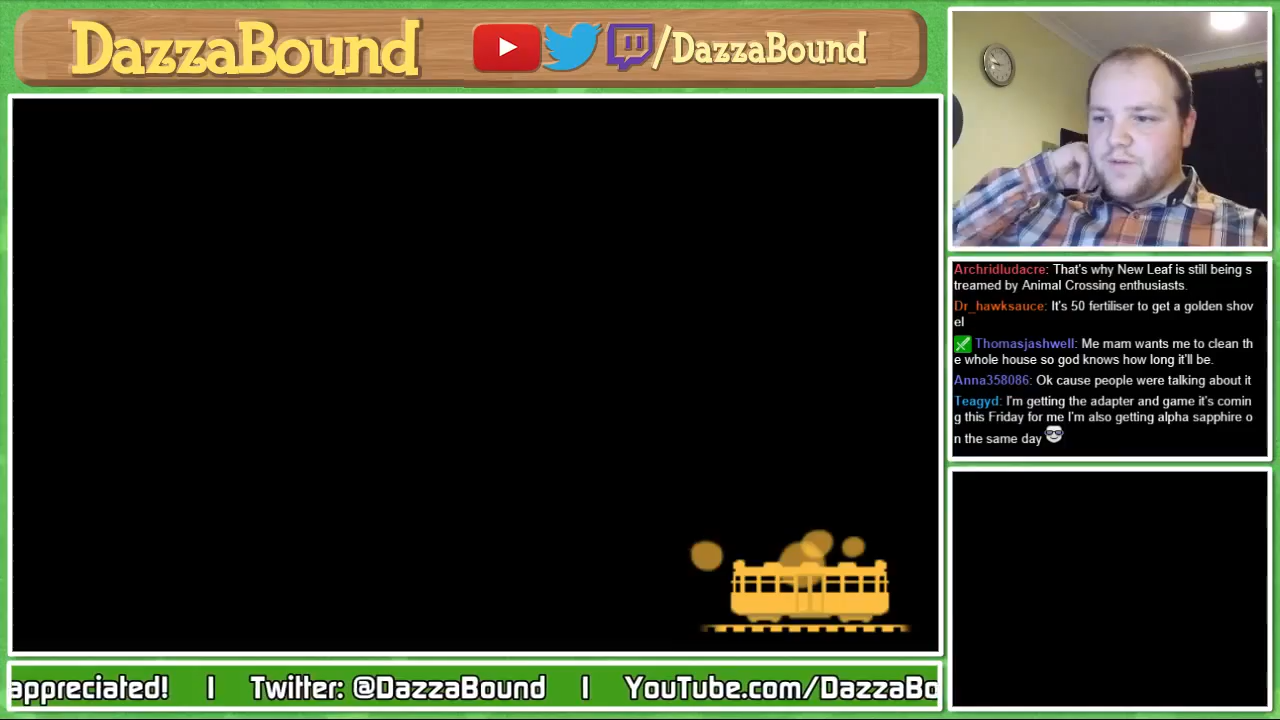 DazzaBound
/DazzaBound
Archridludacre: That's why New Leaf is still being s
treamed by Animal Crossing enthusiasts.
Dr_hawksauce: It's 50 fertiliser to get a golden shov
el
Thomasjashwell: Me mam wants me to clean th
e whole house so god knows how long it'll be.
Anna358086: Ok cause people were talking about it
Teagyd: I'm getting the adapter and game it's comin
g this Friday for me I'm also getting alpha sapphire o
n the same day
appreciated! | Twitter: @DazzaBound | YouTube.com/DazzaBo